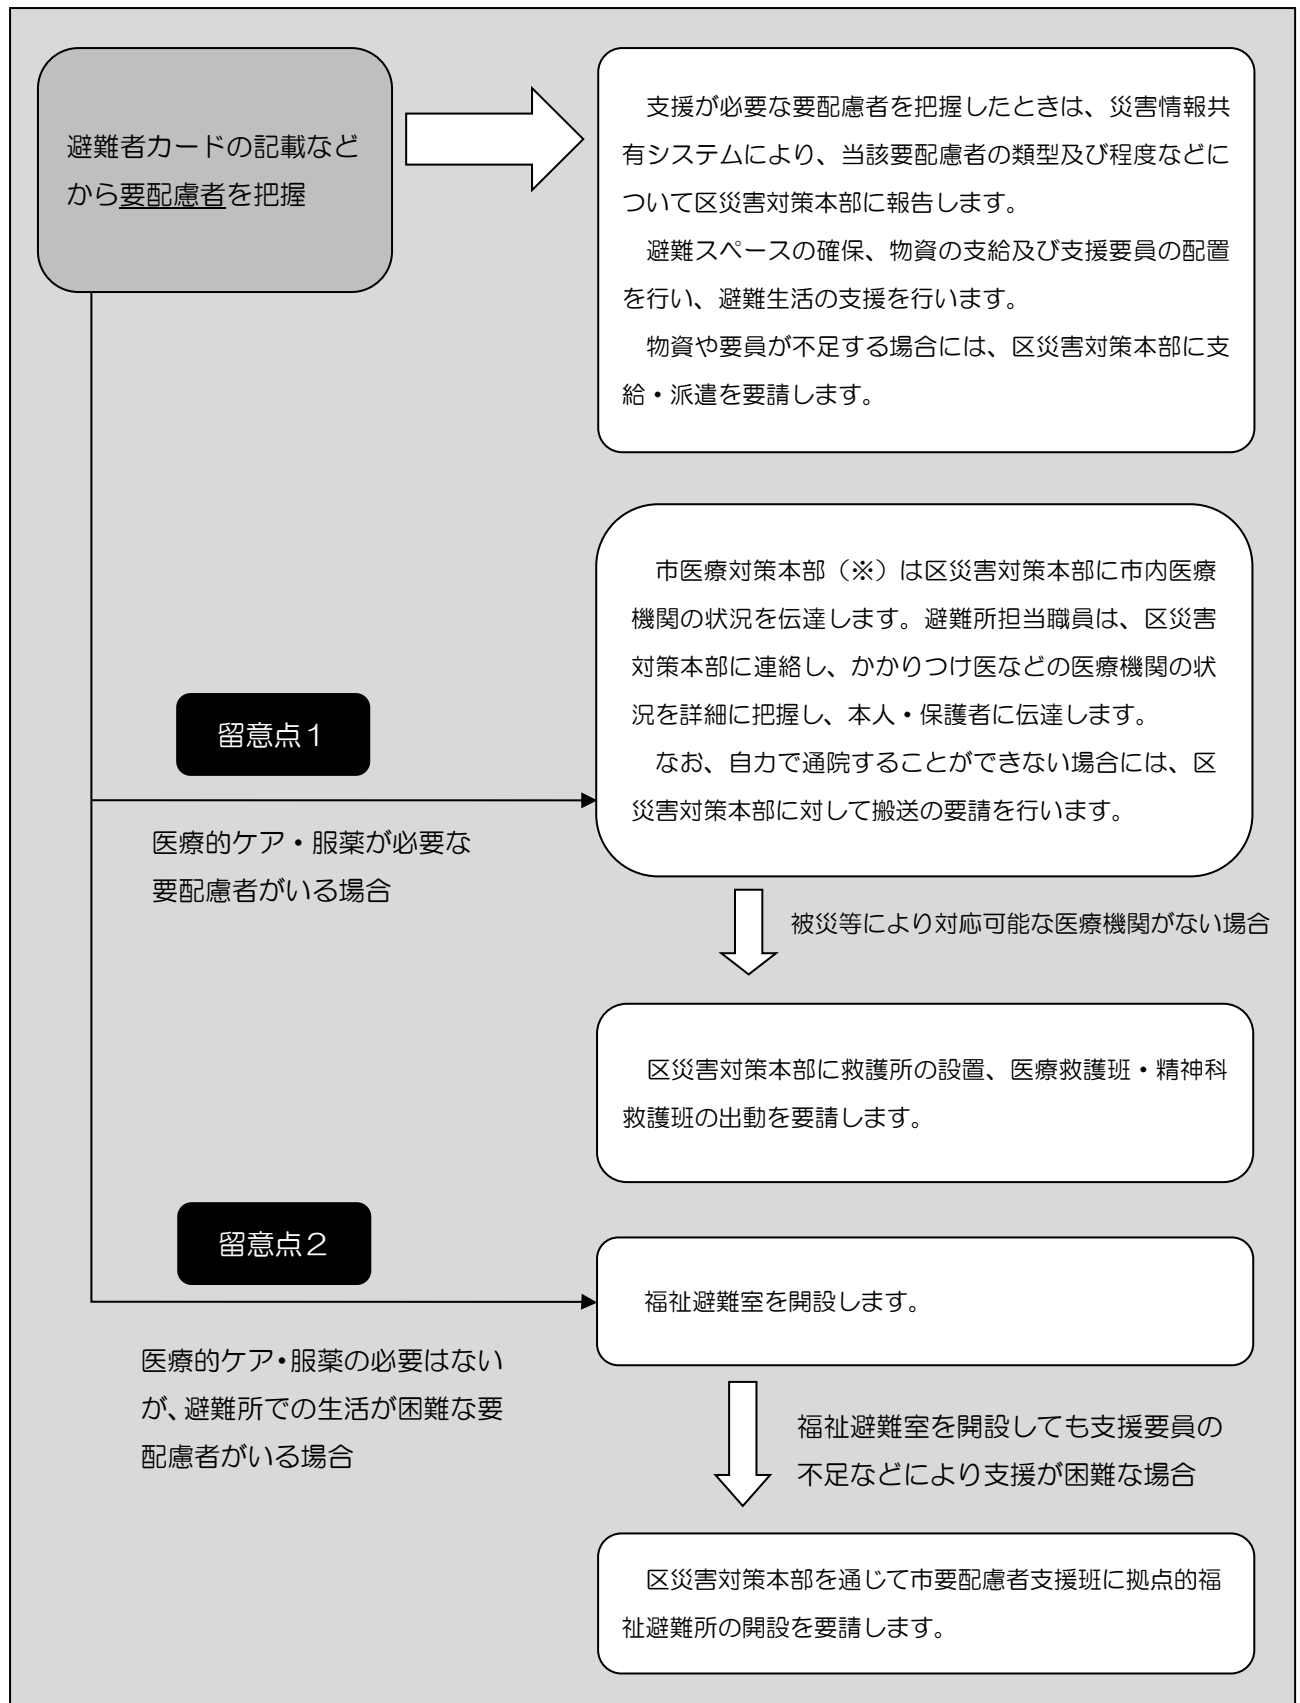 避難者カードの記載など
から要配慮者を把握
支援が必要な要配慮者を把握したときは、災害情報共
有システムにより、当該要配慮者の類型及び程度などに
ついて区災害対策本部に報告します。
避難スペースの確保、物資の支給及び支援要員の配置
を行い、避難生活の支援を行います。
物資や要員が不足する場合には、区災害対策本部に支
給・派遣を要請します。
市医療対策本部（※）は区災害対策本部に市内医療
機関の状況を伝達します。避難所担当職員は、区災害
対策本部に連絡し、かかりつけ医などの医療機関の状
況を詳細に把握し、本人・保護者に伝達します。
なお、自力で通院することができない場合には、区
災害対策本部に対して搬送の要請を行います。
留意点１
医療的ケア・服薬が必要な
要配慮者がいる場合
被災等により対応可能な医療機関がない場合
区災害対策本部に救護所の設置、医療救護班・精神科
救護班の出動を要請します。
留意点２
福祉避難室を開設します。
医療的ケア・服薬の必要はない
が、避難所での生活が困難な要
配慮者がいる場合
福祉避難室を開設しても支援要員の
不足などにより支援が困難な場合
区災害対策本部を通じて市要配慮者支援班に拠点的福
祉避難所の開設を要請します。